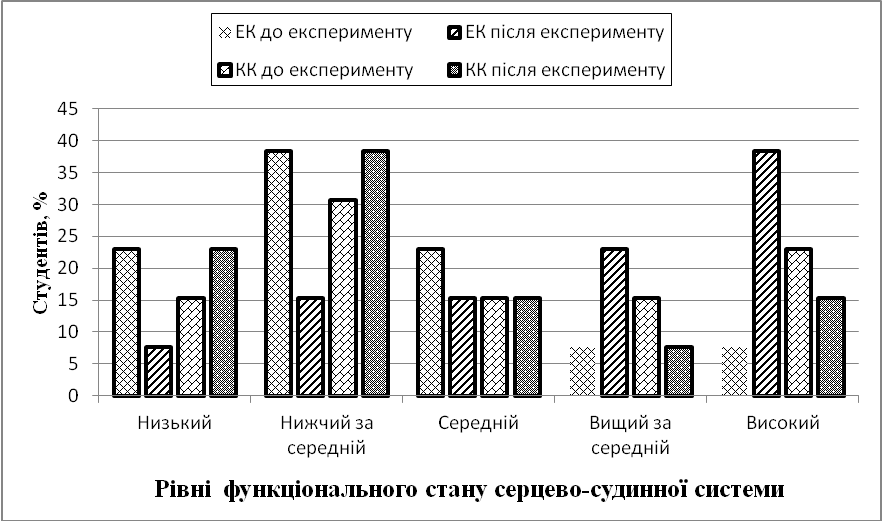 ЕК до експерименту
ЕК після експерименту
КК до експерименту
КК після експерименту
45
40
35
30
25
20
15
10
5
0
Студентів, %
Низький
Нижчий за
середній
Середній
Вищий за
середній
Високий
Рівні функціонального стану серцево-судинної системи